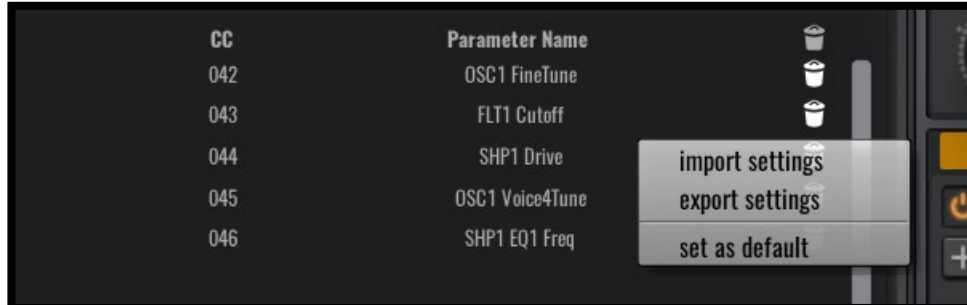 CC Parameter Name
042 OSC1 FineTune
043 FLT1 Cutoff
044 SHP1 Drive
045 OSC1 Voice4Tune
046 SHP1 EQ1 Freq
import settings
export settings
set as default